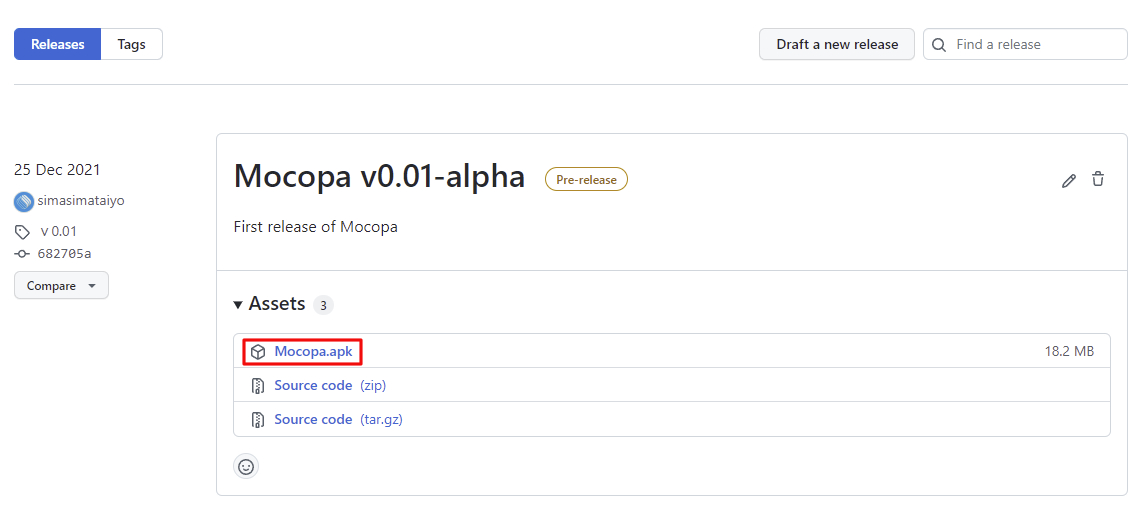 Releases Tags Draft a new release Find a release
25 Dec 2021
simasimataiyo
v 0.01
682705a
Compare
Mocopa v0.01-alpha Pre-release
First release of Mocopa
Assets 3
Mocopa.apk 18.2 MB
Source code (zip)
Source code (tar.gz)